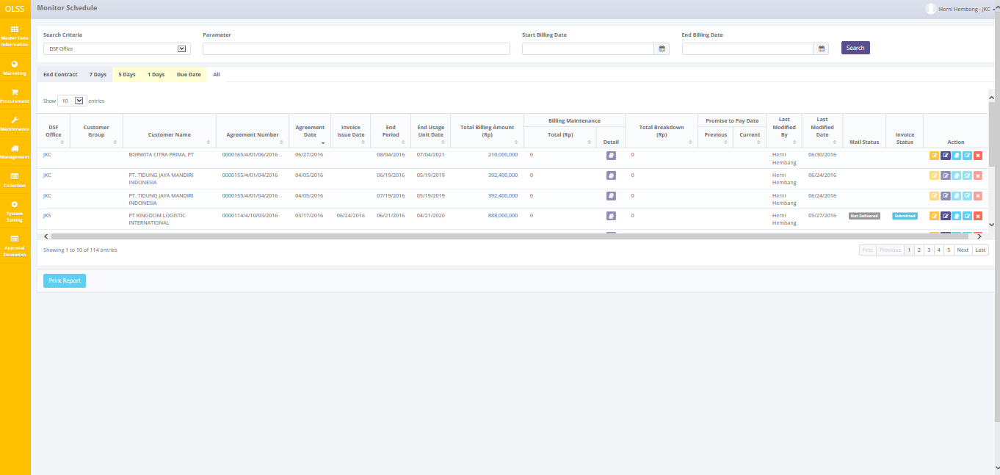 OLSS
Monitor Schedule
Herni Hembang - JKC
Master Data
Information
Marketing
Procurement
Maintenance
Management
Collection
System
Setting
Approval
Escalation
Search Criteria
Parameter
Start Billing Date
End Billing Date
DSF Office
Search
End Contract 7 Days 5 Days 1 Days Due Date All
Show 10 entries
DSF
Office
Customer
Group
Customer Name
Agreement Number
Agreement
Date
Invoice
Issue Date
End
Period
End Usage
Unit Date
Total Billing Amount
(Rp)
Billing Maintenance
Total (Rp)
Detail
Total Breakdown
(Rp)
Promise to Pay Date
Previous
Current
Last
Modified
By
Last
Modified
Date
Mail Status
Invoice
Status
Action
JKC BORWITA CITRA PRIMA, PT 0000165/4/01/06/2016 06/27/2016 08/04/2016 07/04/2021 210,000,000 0 0 Herni 06/30/2016
Hembang
JKC PT. TIDUNG JAYA MANDIRI 0000155/4/01/04/2016 04/05/2016 06/19/2016 05/19/2019 392,400,000 0 0 Herni 06/24/2016
INDONESIA Hembang
JKC PT. TIDUNG JAYA MANDIRI 0000155/4/01/04/2016 04/05/2016 07/19/2016 05/19/2019 392,400,000 0 0 Herni 06/24/2016
INDONESIA Hembang
JKS PT KINGDOM LOGISTIC 0000114/4/10/03/2016 03/17/2016 06/24/2016 06/21/2016 04/21/2020 888,000,000 0 0 Herni 05/27/2016 Not Delivered Submitted
INTERNATIONAL Hembang
Showing 1 to 10 of 114 entries
First Previous 1 2 3 4 5 Next Last
Print Report